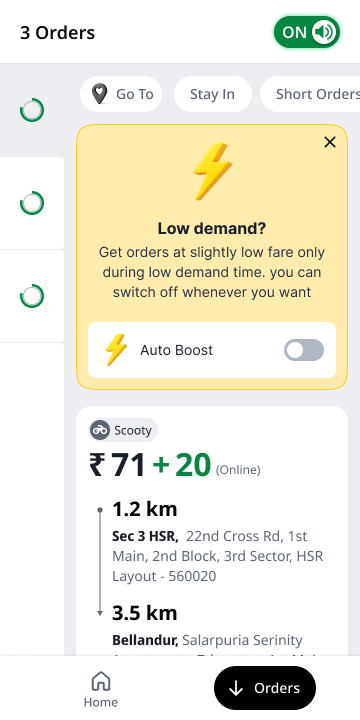 3 Orders
ON
Go To
Stay In
Short Orders
Low demand?
Get orders at slightly low fare only
during low demand time. you can
switch off whenever you want
Auto Boost
Scooty
₹ 71 + 20 (Online)
1.2 km
Sec 3 HSR, 22nd Cross Rd, 1st
Main, 2nd Block, 3rd Sector, HSR
Layout - 560020
3.5 km
Bellandur, Salarpuria Serinity
Home
Orders